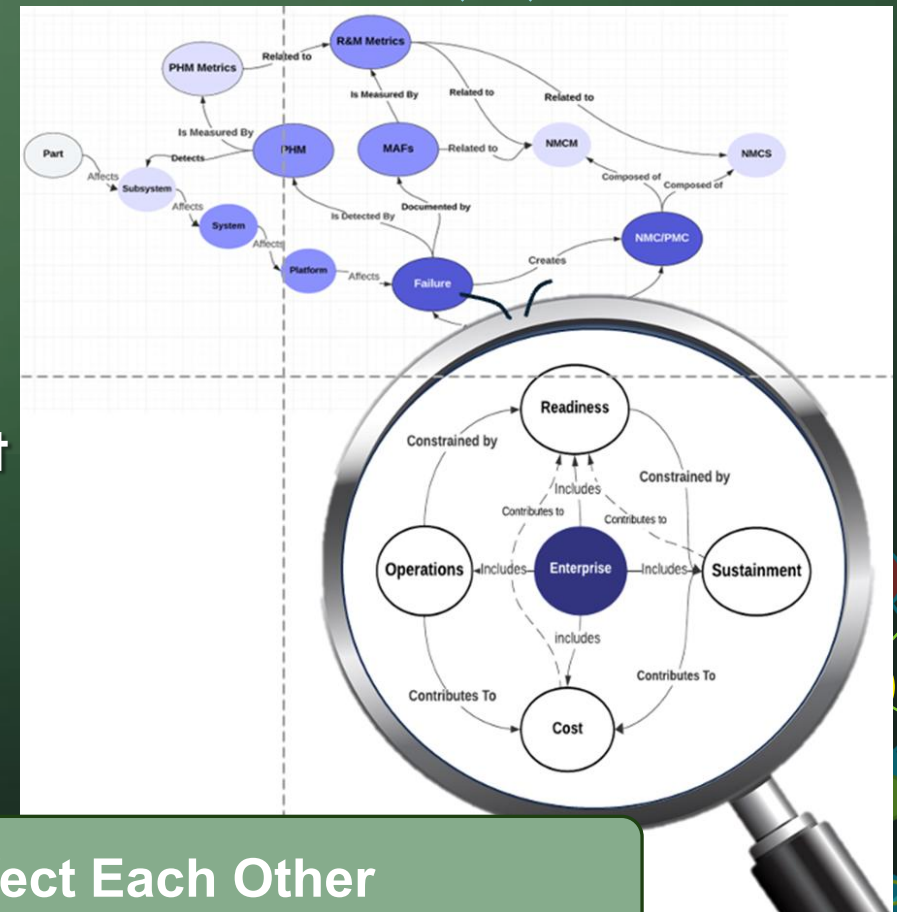 R&M Metrics
Related to
PHM Metrics
Is Measured By
Related to
Related to
Is Measured By
Part
Detects
PHM
MAFs
Related to
NMCM
NMCS
Affects
Subsystem
Composed of
Composed of
Affects
Documented by
System
Is Detected By
Affects
NMC/PMC
Platform
Affects
Creates
Failure
Readiness
Constrained by
Constrained by
Includes
Contributes to
Contributes to
Operations
Includes
Enterprise
Includes
Sustainment
includes
Contributes To
Contributes To
Cost
ect Each Other